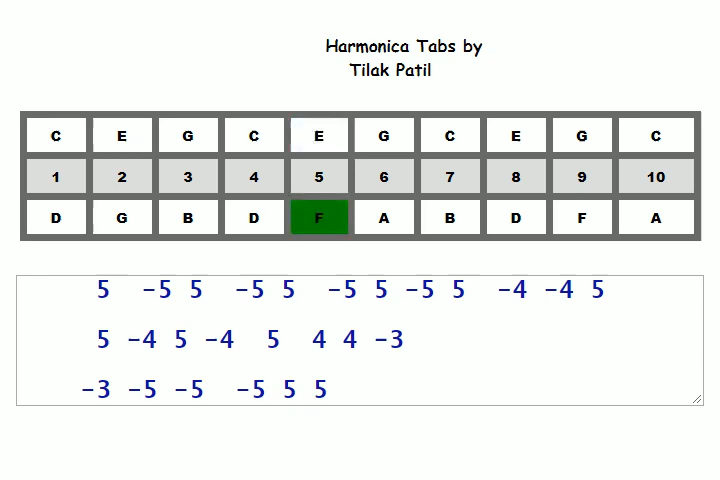 Harmonica Tabs by
Tilak Patil
C E G C E G C E G C
1 2 3 4 5 6 7 8 9 10
D G B D F A B D F A
5 -5 5 -5 5 -5 5 -5 5 -4 -4 5
5 -4 5 -4 5 4 4 -3
-3 -5 -5 -5 5 5